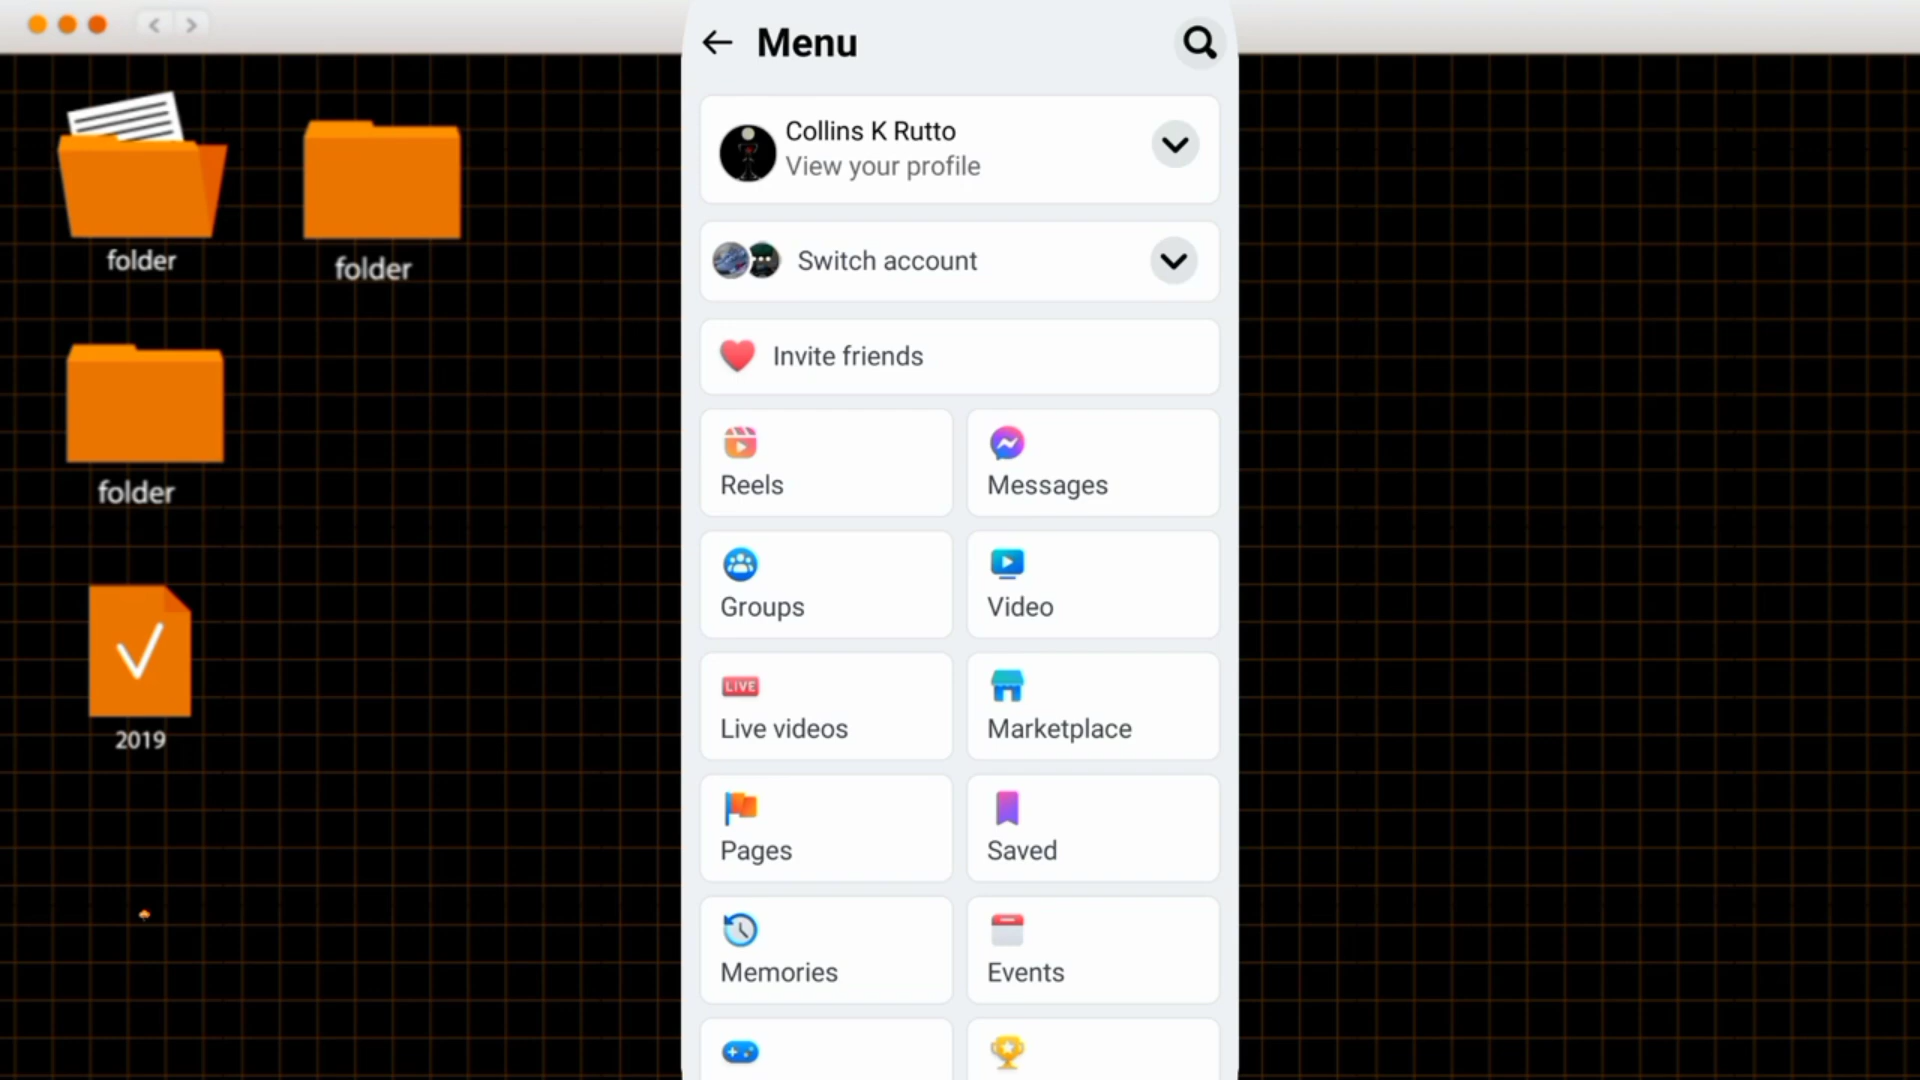 Menu
Collins K Rutto
View your profile
Switch account
Invite friends
Reels
Messages
Groups
Video
LIVE
Live videos
Marketplace
Pages
Saved
Memories
Events
folder
folder
folder
2019